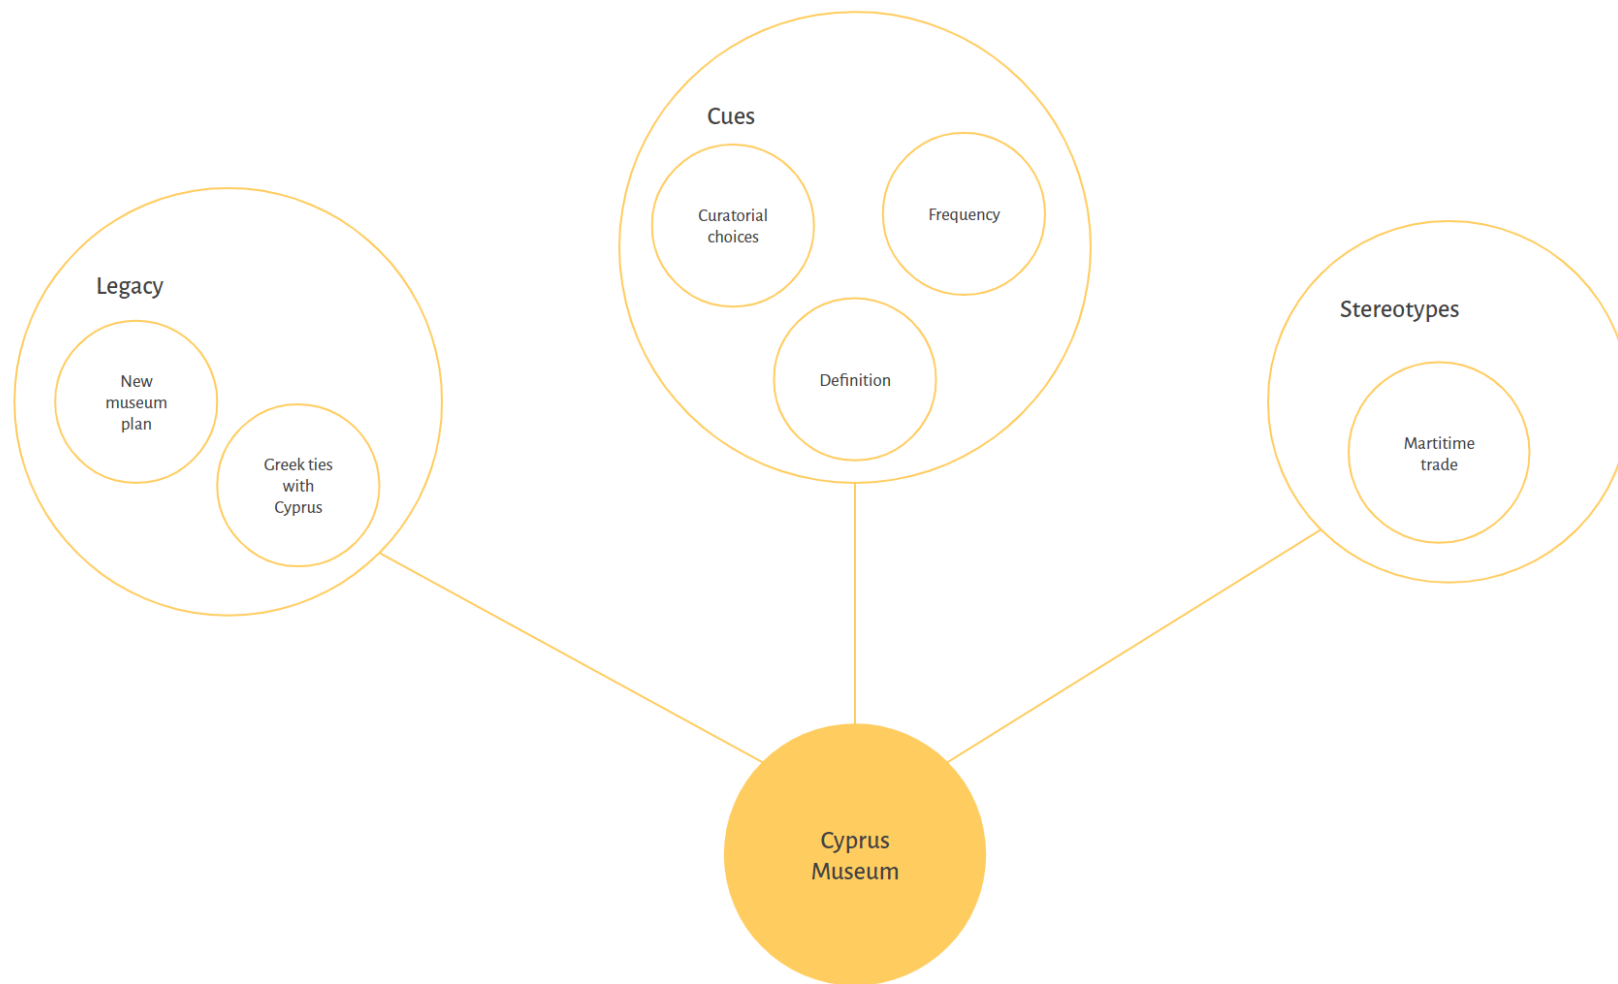 Legacy
New
museum
plan
Greek ties
with
Cyprus
Cues
Curatorial
choices
Frequency
Definition
Stereotypes
Martitime
trade
Cyprus
Museum